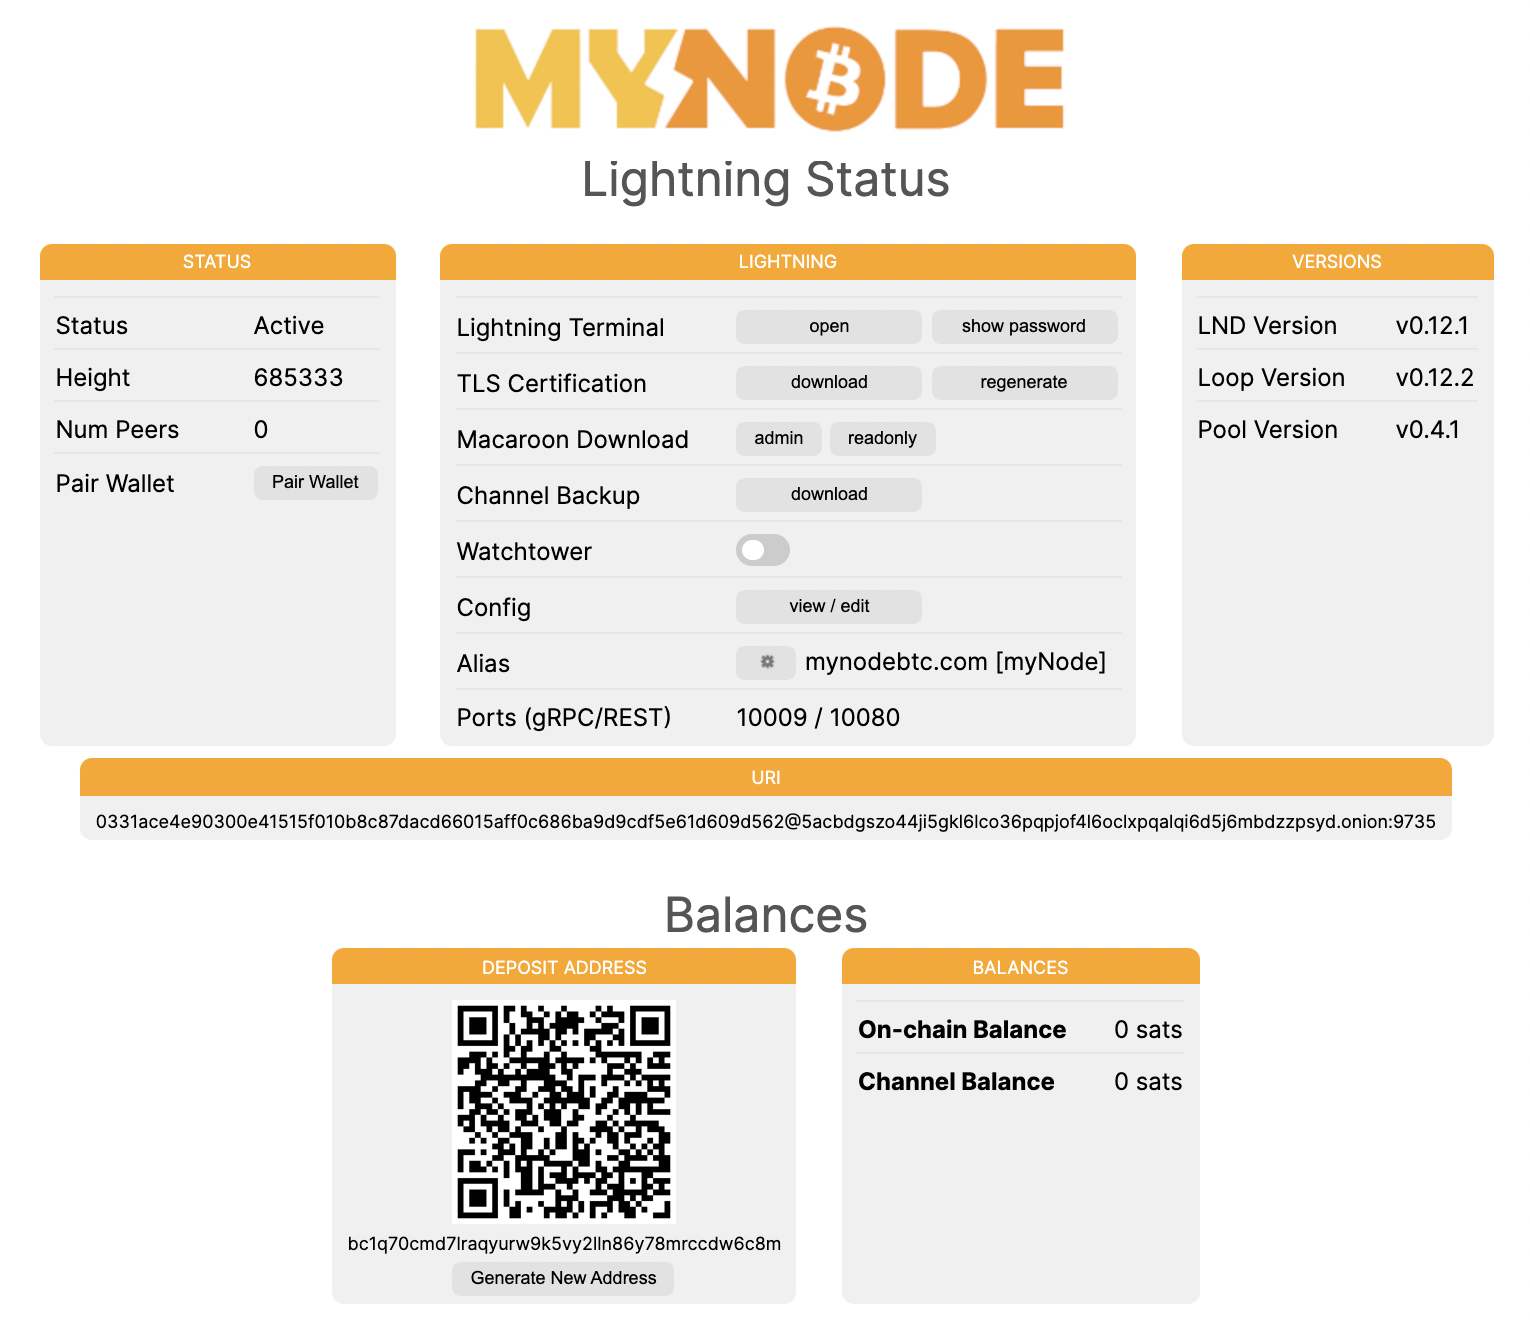 MYNODE
Lightning Status
STATUS
Status Active
Height 685333
Num Peers 0
Pair Wallet Pair Wallet
LIGHTNING
Lightning Terminal open show password
TLS Certification download regenerate
Macaroon Download admin readonly
Channel Backup download
Watchtower
Config view / edit
Alias mynodebtc.com [myNode]
Ports (gRPC/REST) 10009 / 10080
VERSIONS
LND Version v0.12.1
Loop Version v0.12.2
Pool Version v0.4.1
URI
0331ace4e90300e41515f010b8c87dacd66015aff0c686ba9d9cdf5e61d609d562@5acbdgszo44ji5gkl6lco36pqpjof4l6oclxpqalqi6d5j6mbdzzpsyd.onion:9735
Balances
DEPOSIT ADDRESS
bc1q70cmd7lraqyurw9k5vy2lln86y78mrccdw6c8m
Generate New Address
BALANCES
On-chain Balance 0 sats
Channel Balance 0 sats